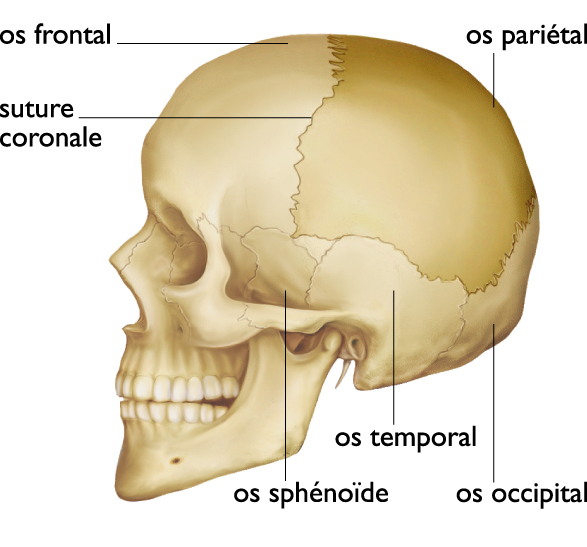 os frontal
os pariétal
suture
coronale
os temporal
os sphénoïde
os occipital